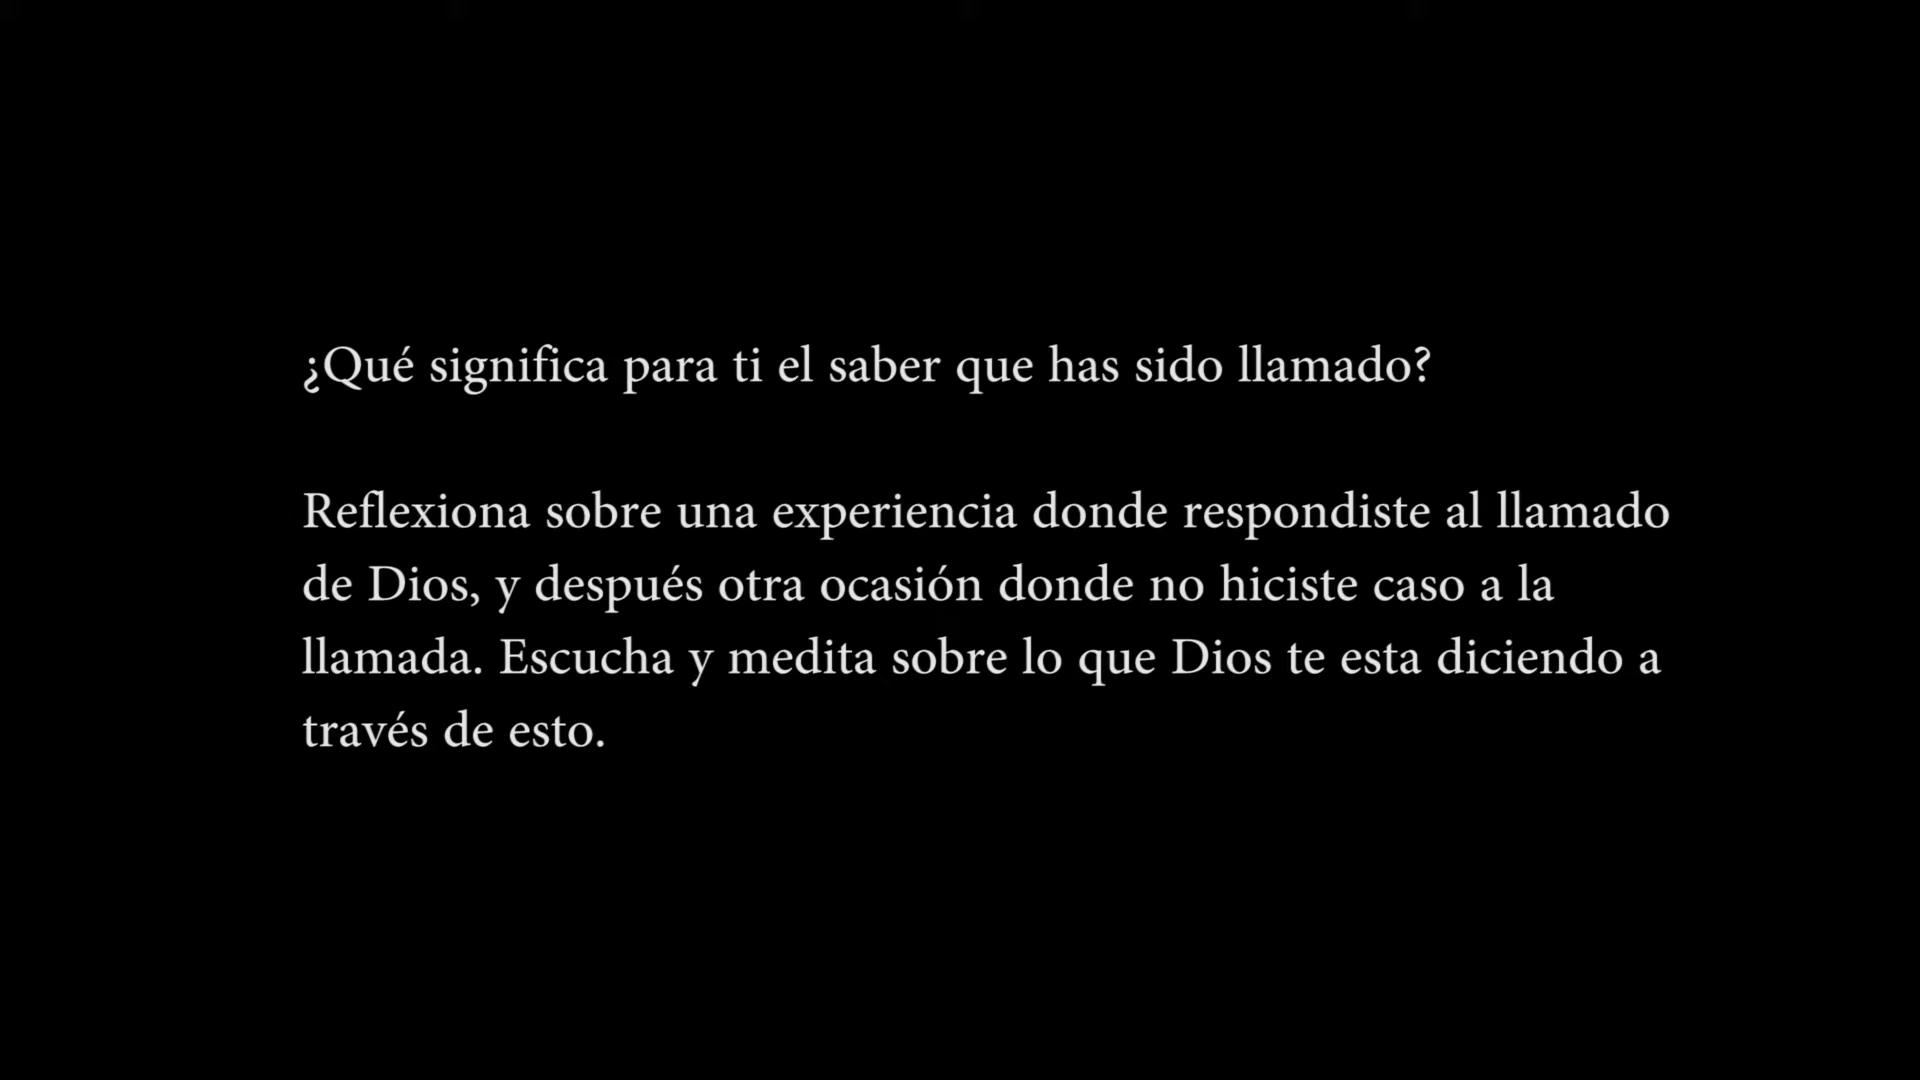 ¿Qué significa para ti el saber que has sido llamado?
Reflexiona sobre una experiencia donde respondiste al llamado
de Dios, y después otra ocasión donde no hiciste caso a la
llamada. Escucha y medita sobre lo que Dios te esta diciendo a
través de esto.